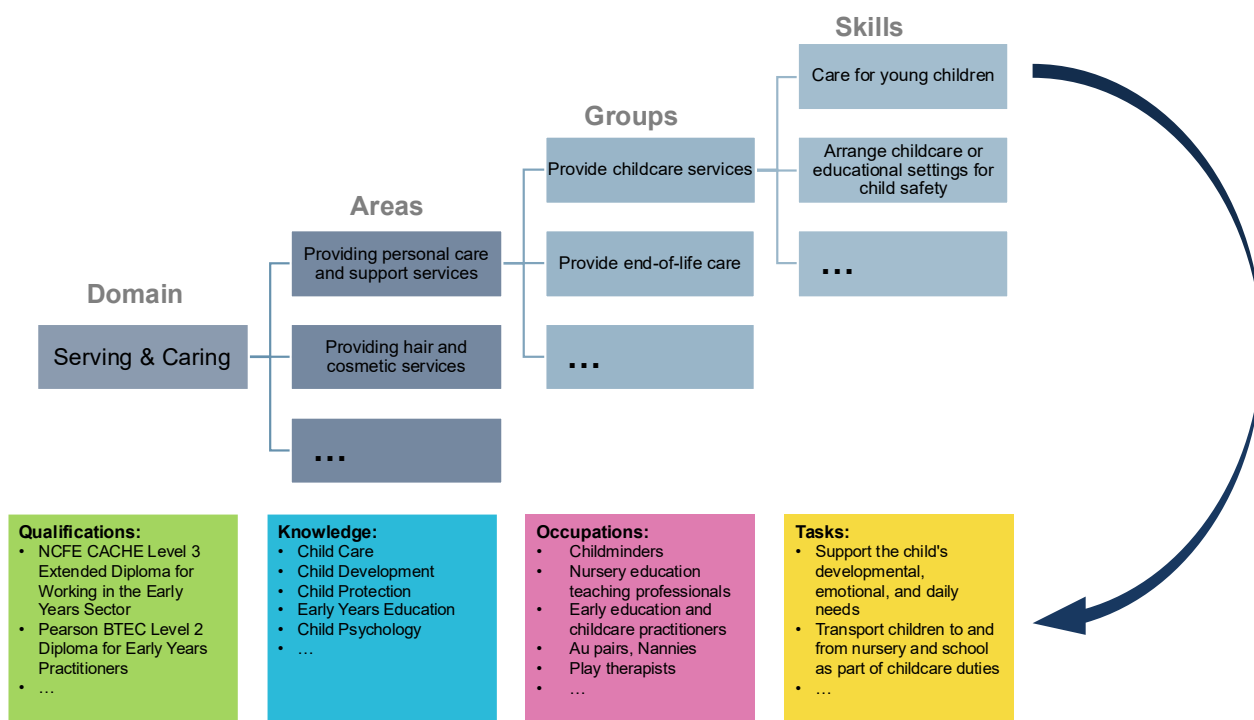 Skills
Care for young children
Groups
Provide childcare services
Arrange childcare or
educational settings for
child safety
Areas
Providing personal care
and support services
Provide end-of-life care
...
Domain
Serving & Caring
Providing hair and
cosmetic services
...
...
Qualifications:
• NCFE CACHE Level 3
Extended Diploma for
Working in the Early
Years Sector
• Pearson BTEC Level 2
Diploma for Early Years
Practitioners
• …
Knowledge:
• Child Care
• Child Development
• Child Protection
• Early Years Education
• Child Psychology
• …
Occupations:
• Childminders
• Nursery education
teaching professionals
• Early education and
childcare practitioners
• Au pairs, Nannies
• Play therapists
• …
Tasks:
• Support the child's
developmental,
emotional, and daily
needs
• Transport children to and
from nursery and school
as part of childcare duties
• …